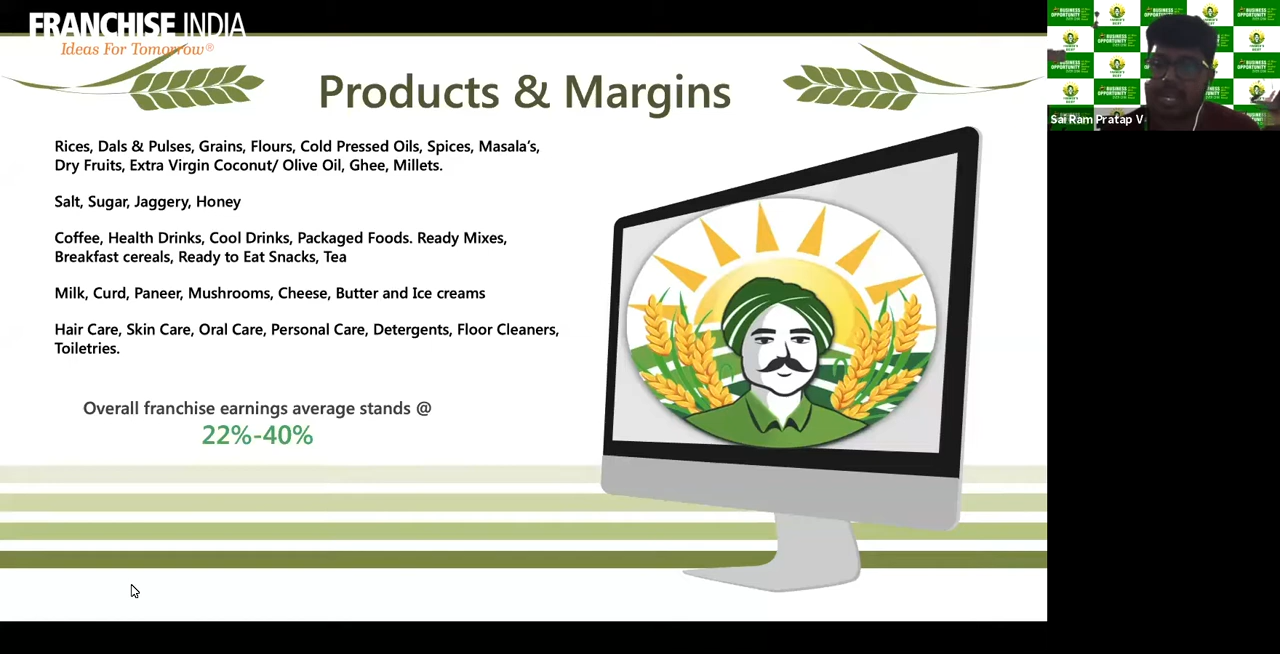 FRANCHISE INDIA
Ideas For Tomorrow®
Products & Margins
Rices, Dals & Pulses, Grains, Flours, Cold Pressed Oils, Spices, Masala's,
Dry Fruits, Extra Virgin Coconut/ Olive Oil, Ghee, Millets.
Salt, Sugar, Jaggery, Honey
Coffee, Health Drinks, Cool Drinks, Packaged Foods. Ready Mixes,
Breakfast cereals, Ready to Eat Snacks, Tea
Milk, Curd, Paneer, Mushrooms, Cheese, Butter and Ice creams
Hair Care, Skin Care, Oral Care, Personal Care, Detergents, Floor Cleaners,
Toiletries.
Overall franchise earnings average stands @
22%-40%
BUSINESS
OPPORTUNITY
Sai Ram Pratap V